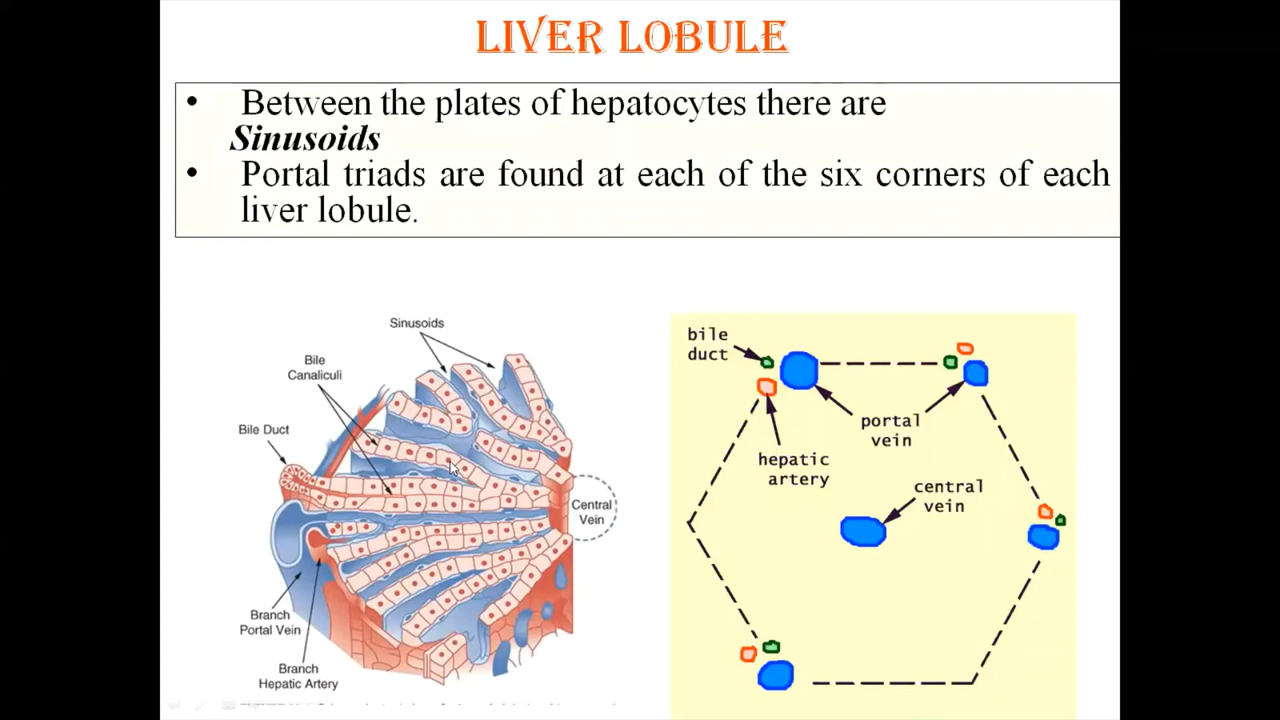 LIVER LOBULE
• Between the plates of hepatocytes there are
Sinusoids
• Portal triads are found at each of the six corners of each
liver lobule.
Sinusoids
Bile
Canaliculi
Bile Duct
Central
Vein
Branch
Portal Vein
Branch
Hepatic Artery
bile
duct
portal
vein
hepatic
artery
central
vein